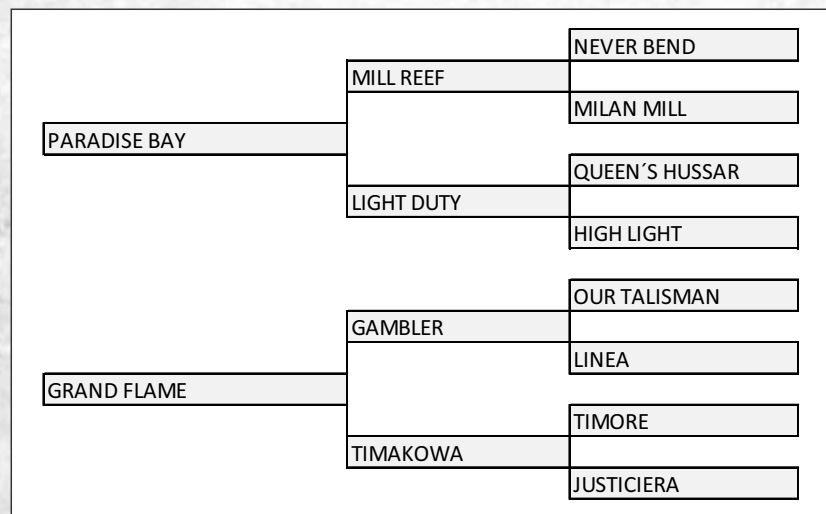 NEVER BEND
MILL REEF
MILAN MILL
PARADISE BAY
QUEEN´S HUSSAR
LIGHT DUTY
HIGH LIGHT
OUR TALISMAN
GAMBLER
LINEA
GRAND FLAME
TIMORE
TIMAKOWA
JUSTICIERA